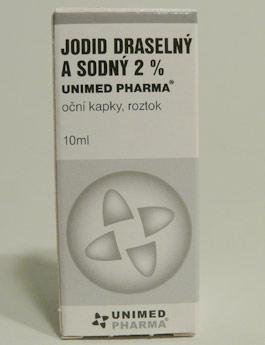 JODID DRASELNÝ
A SODNÝ 2 %
UNIMED PHARMA®
oční kapky, roztok
10ml
UNIMED
PHARMA®